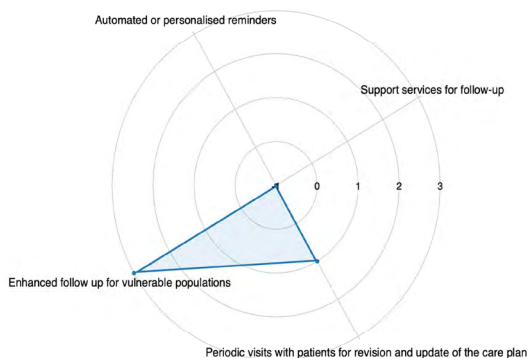 Automated or personalised reminders
Support services for follow-up
-1 0 1 2 3
Enhanced follow up for vulnerable populations
Periodic visits with patients for revision and update of the care plan